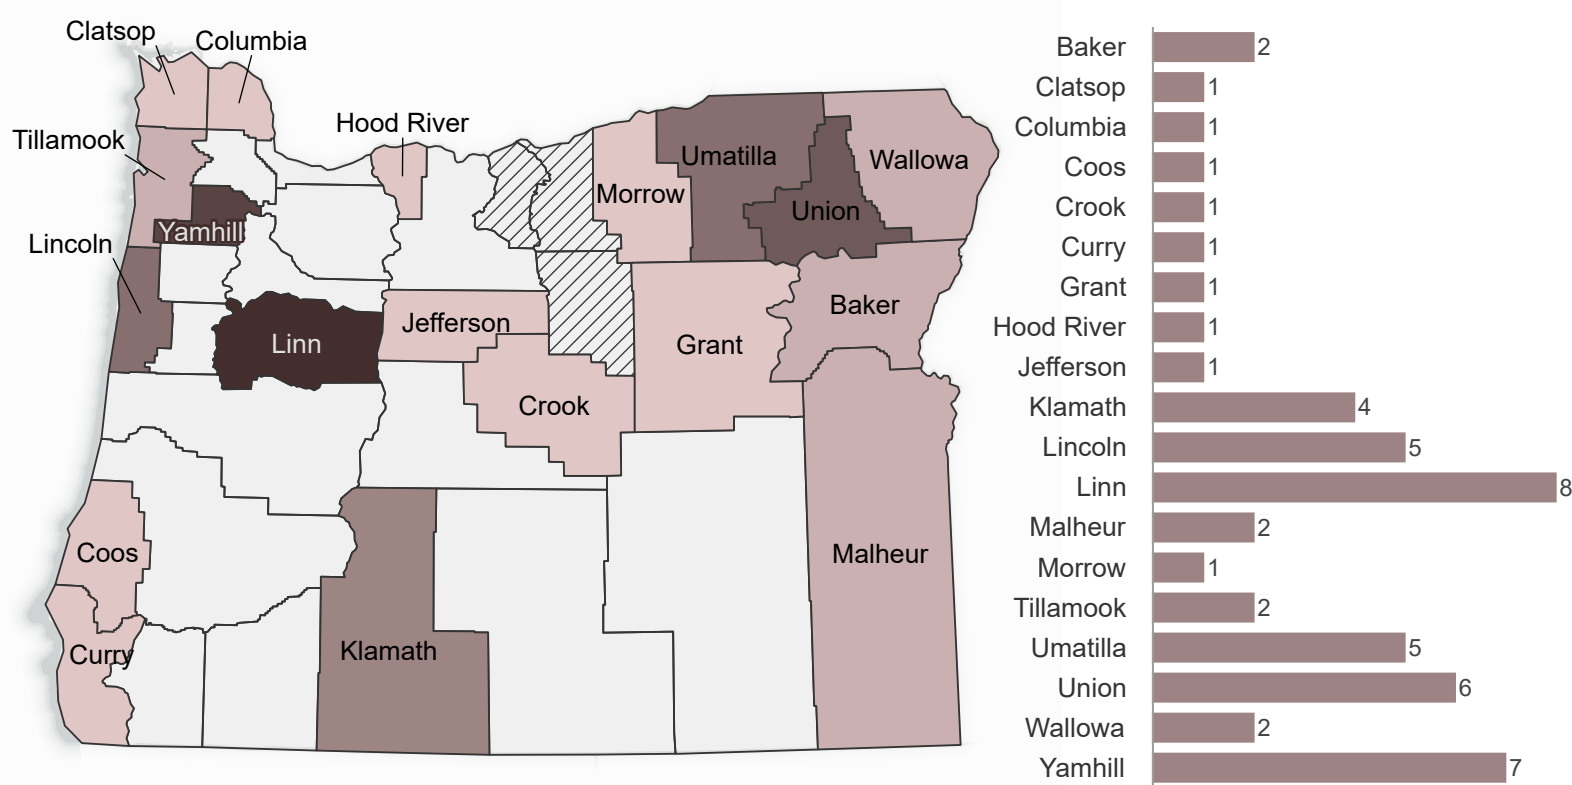 Clatsop
Columbia
Hood River
Tillamook
Umatilla
Wallowa
Morrow
Union
Yamhill
Lincoln
Baker
Jefferson
Linn
Grant
Crook
Coos
Malheur
Klamath
Curry
Baker 2
Clatsop 1
Columbia 1
Coos 1
Crook 1
Curry 1
Grant 1
Hood River 1
Jefferson 1
Klamath 4
Lincoln 5
Linn 8
Malheur 2
Morrow 1
Tillamook 2
Umatilla 5
Union 6
Wallowa 2
Yamhill 7